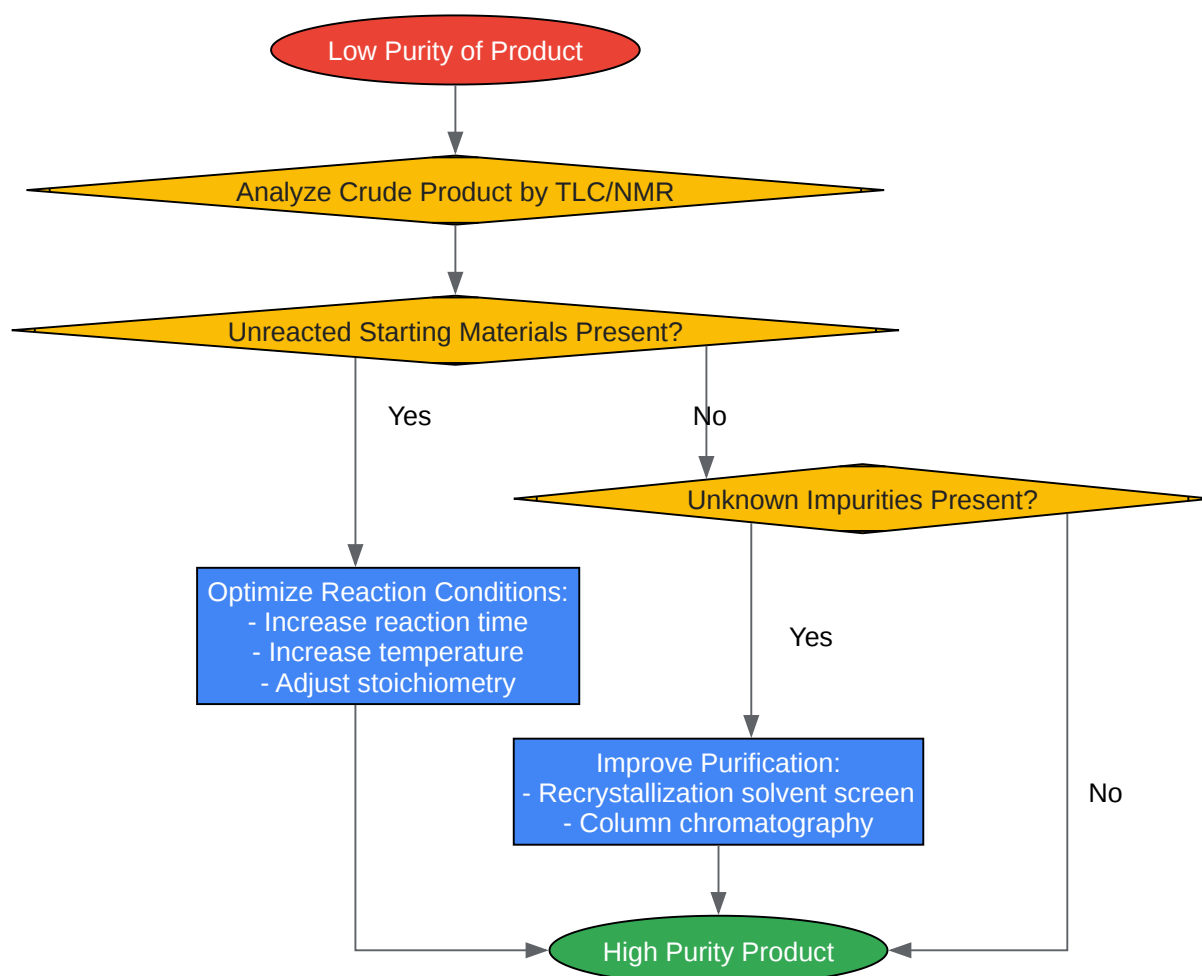 Low Purity of Product
Analyze Crude Product by TLC/NMR
Unreacted Starting Materials Present?
Yes
No
Unknown Impurities Present?
Optimize Reaction Conditions:
- Increase reaction time
- Increase temperature
- Adjust stoichiometry
Yes
Improve Purification:
- Recrystallization solvent screen
- Column chromatography
No
High Purity Product